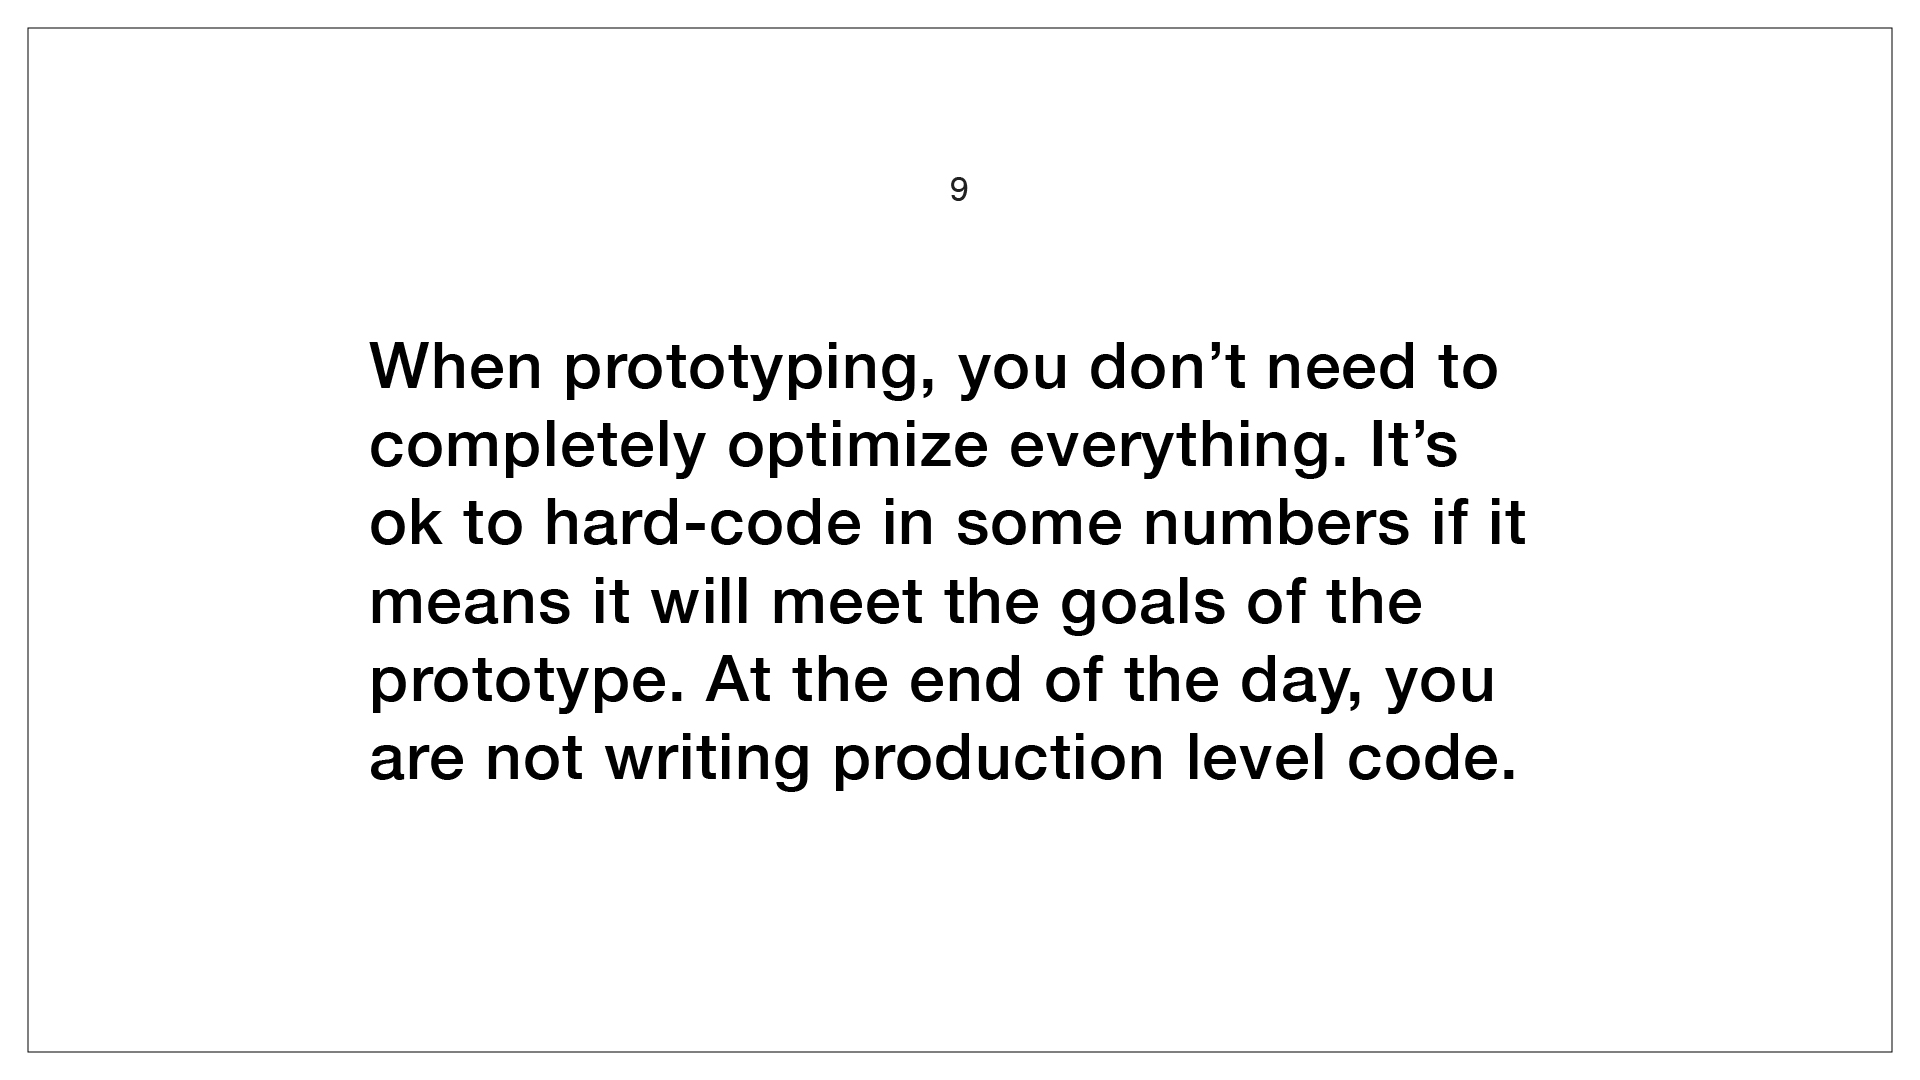 9
When prototyping, you don’t need to
completely optimize everything. It’s
ok to hard-code in some numbers if it
means it will meet the goals of the
prototype. At the end of the day, you
are not writing production level code.